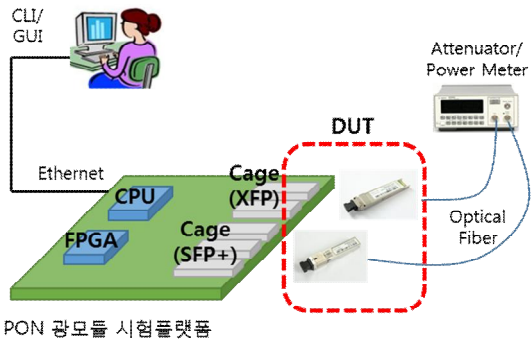 CLI/
GUI
Attenuator/
Power Meter
DUT
Ethernet
Cage
(XFP)
CPU
FPGA
Cage
(SFP+)
Optical
Fiber
PON 광모듈 시험플랫폼